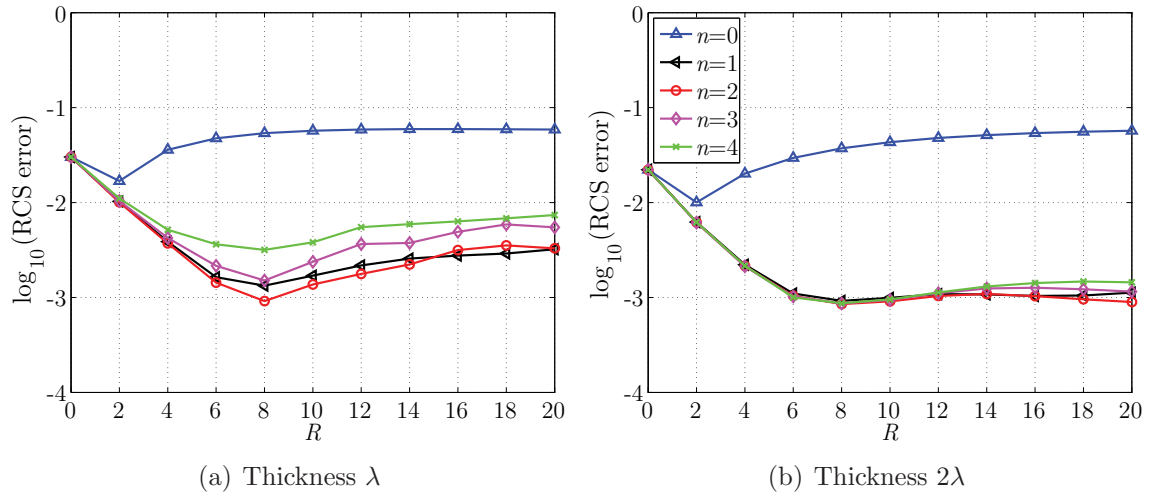 0
-1
-2
-3
-4
log10(RCS error)
0 2 4 6 8 10 12 14 16 18 20
R
(a) Thickness λ
0
-1
-2
-3
-4
log10(RCS error)
n=0
n=1
n=2
n=3
n=4
0 2 4 6 8 10 12 14 16 18 20
R
(b) Thickness 2λ